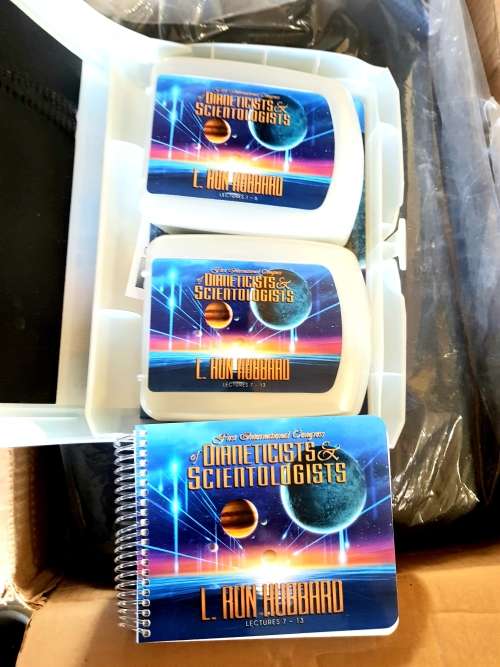 First International Congress
of DIANETICISTS &
SCIENTOLOGISTS
L. RON HUBBARD
LECTURES 1 – 6
First International Congress
of DIANETICISTS &
SCIENTOLOGISTS
L. RON HUBBARD
LECTURES 7 – 13
First International Congress
of DIANETICISTS &
SCIENTOLOGISTS
L. RON HUBBARD
LECTURES 7 – 13